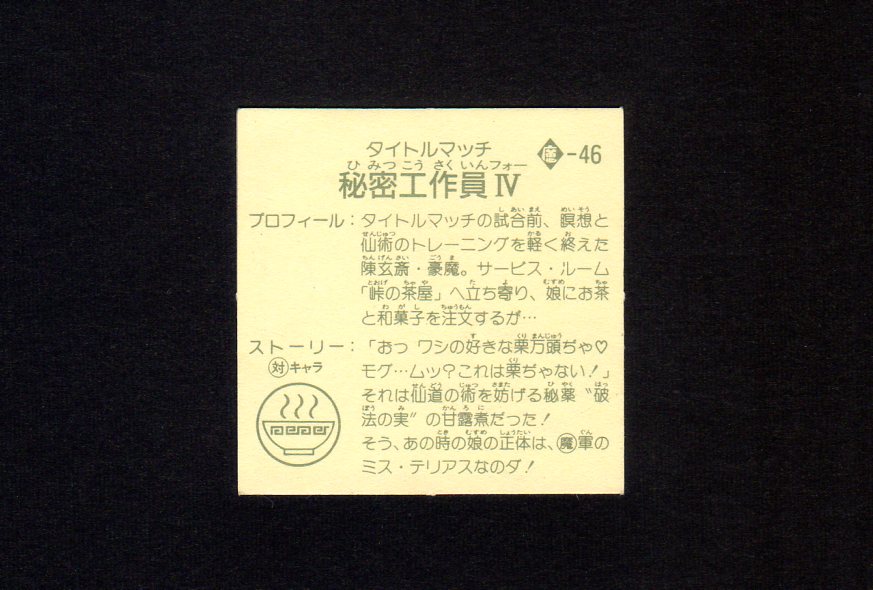 タイトルマッチ
魔-46
ひみつこうさくいんフォー
秘密工作員Ⅳ
プロフィール：タイトルマッチの試合前、瞑想と
仙術のトレーニングを軽く終えた
陳玄斎・豪魔。サービス・ルーム
「峠の茶屋」へ立ち寄り、娘にお茶
と和菓子を注文するが…
ストーリー：「おっ ワシの好きな栗万頭ぢゃ♡
対キャラ
モグ…ムッ？これは栗ぢゃない！」
それは仙道の術を妨げる秘薬〝破
法の実〟の甘露煮だった！
そう、あの時の娘の正体は、魔軍の
ミス・テリアスなのダ！